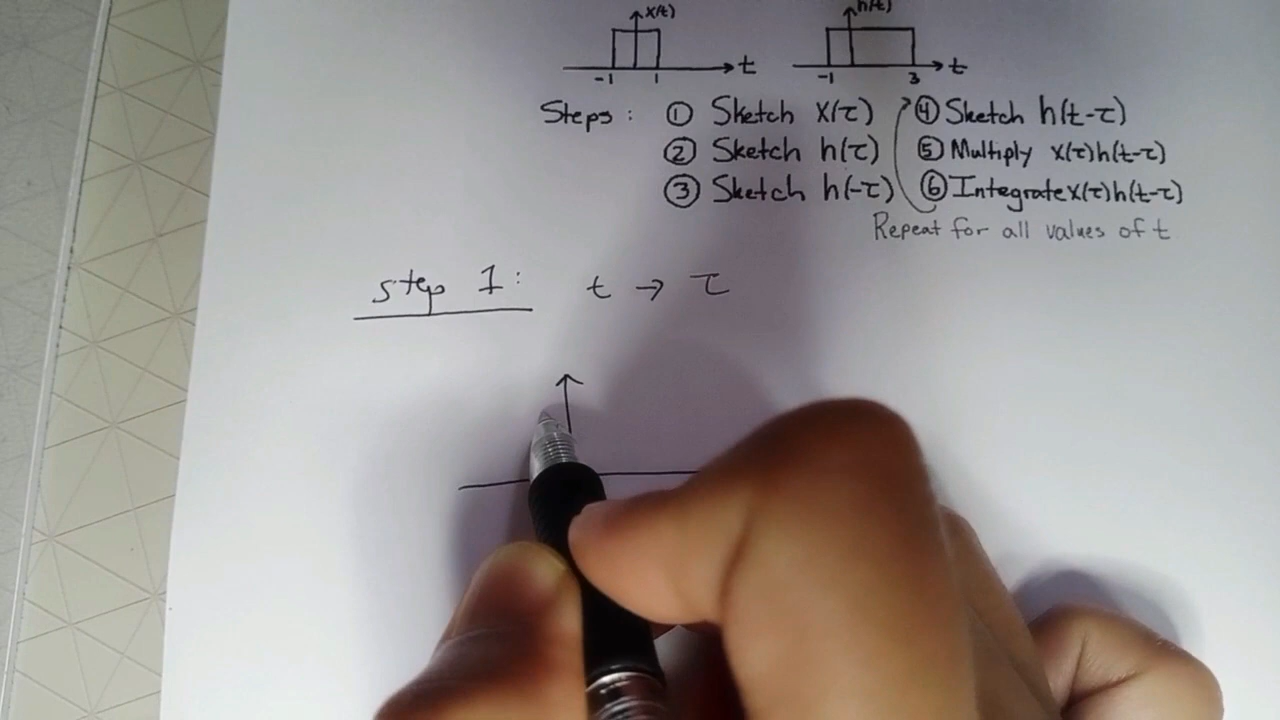 x(t) h(t)
t t
-1 1 -1 3
Steps: ① Sketch x(τ) ④ Sketch h(t-τ)
② Sketch h(τ) ⑤ Multiply x(τ)h(t-τ)
③ Sketch h(-τ) ⑥ Integrate x(τ)h(t-τ)
Repeat for all values of t
step 1: t → τ